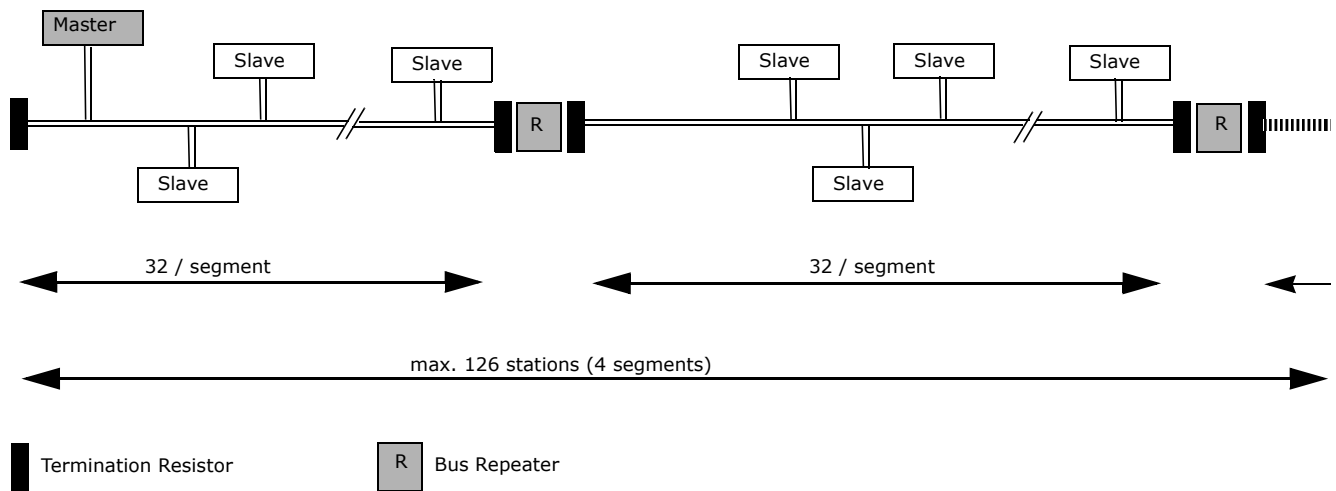 Master
Slave
Slave
Slave
Slave
Slave
R
R
Slave
Slave
32 / segment
32 / segment
max. 126 stations (4 segments)
R
Termination Resistor
Bus Repeater